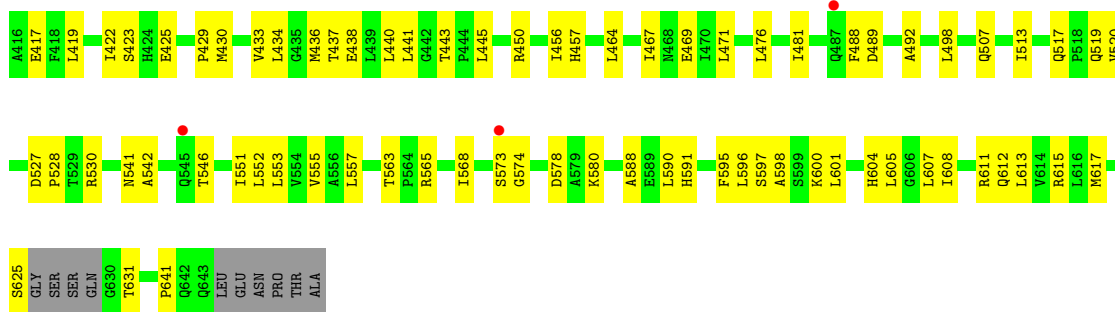 A416 E417 F418 L419 I422 S423 H424 E425 P429 M430 V433 L434 G435 M436 T437 E438 L439 L440 L441 G442 T443 P444 L445 R450 I456 H457 L464 I467 N468 E469 I470 L471 L476 I481 Q487 F488 D489 A492 L498 Q507 I513 Q517 P518 Q519
D527 P528 T529 R530 N541 A542 Q545 T546 I551 L552 L553 V554 V555 A556 L557 T563 P564 R565 I568 S573 G574 D578 A579 K580 A588 E589 L590 H591 F595 L596 S597 A598 S599 K600 L601 H604 L605 G606 L607 I608 R611 Q612 L613 V614 R615 L616 M617
S625 GLY SER SER GLN G630 T631 P641 Q642 Q643 LEU GLU ASN PRO THR ALA